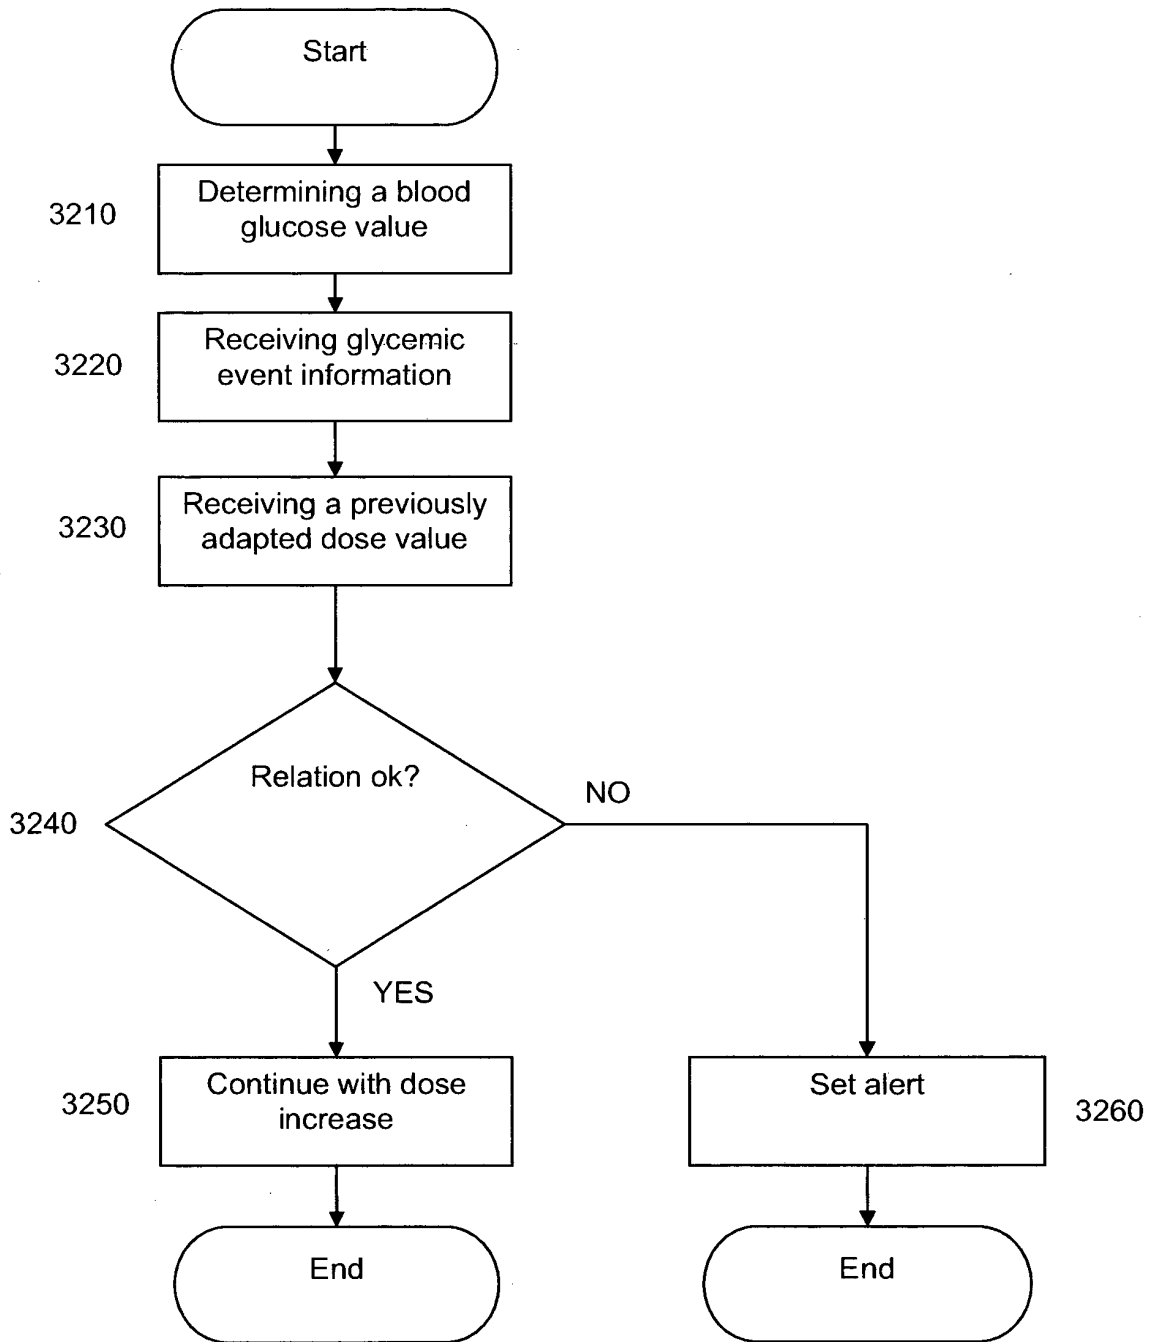 Start
3210
Determining a blood
glucose value
3220
Receiving glycemic
event information
3230
Receiving a previously
adapted dose value
3240
Relation ok?
NO
YES
3250
Continue with dose
increase
Set alert
3260
End
End